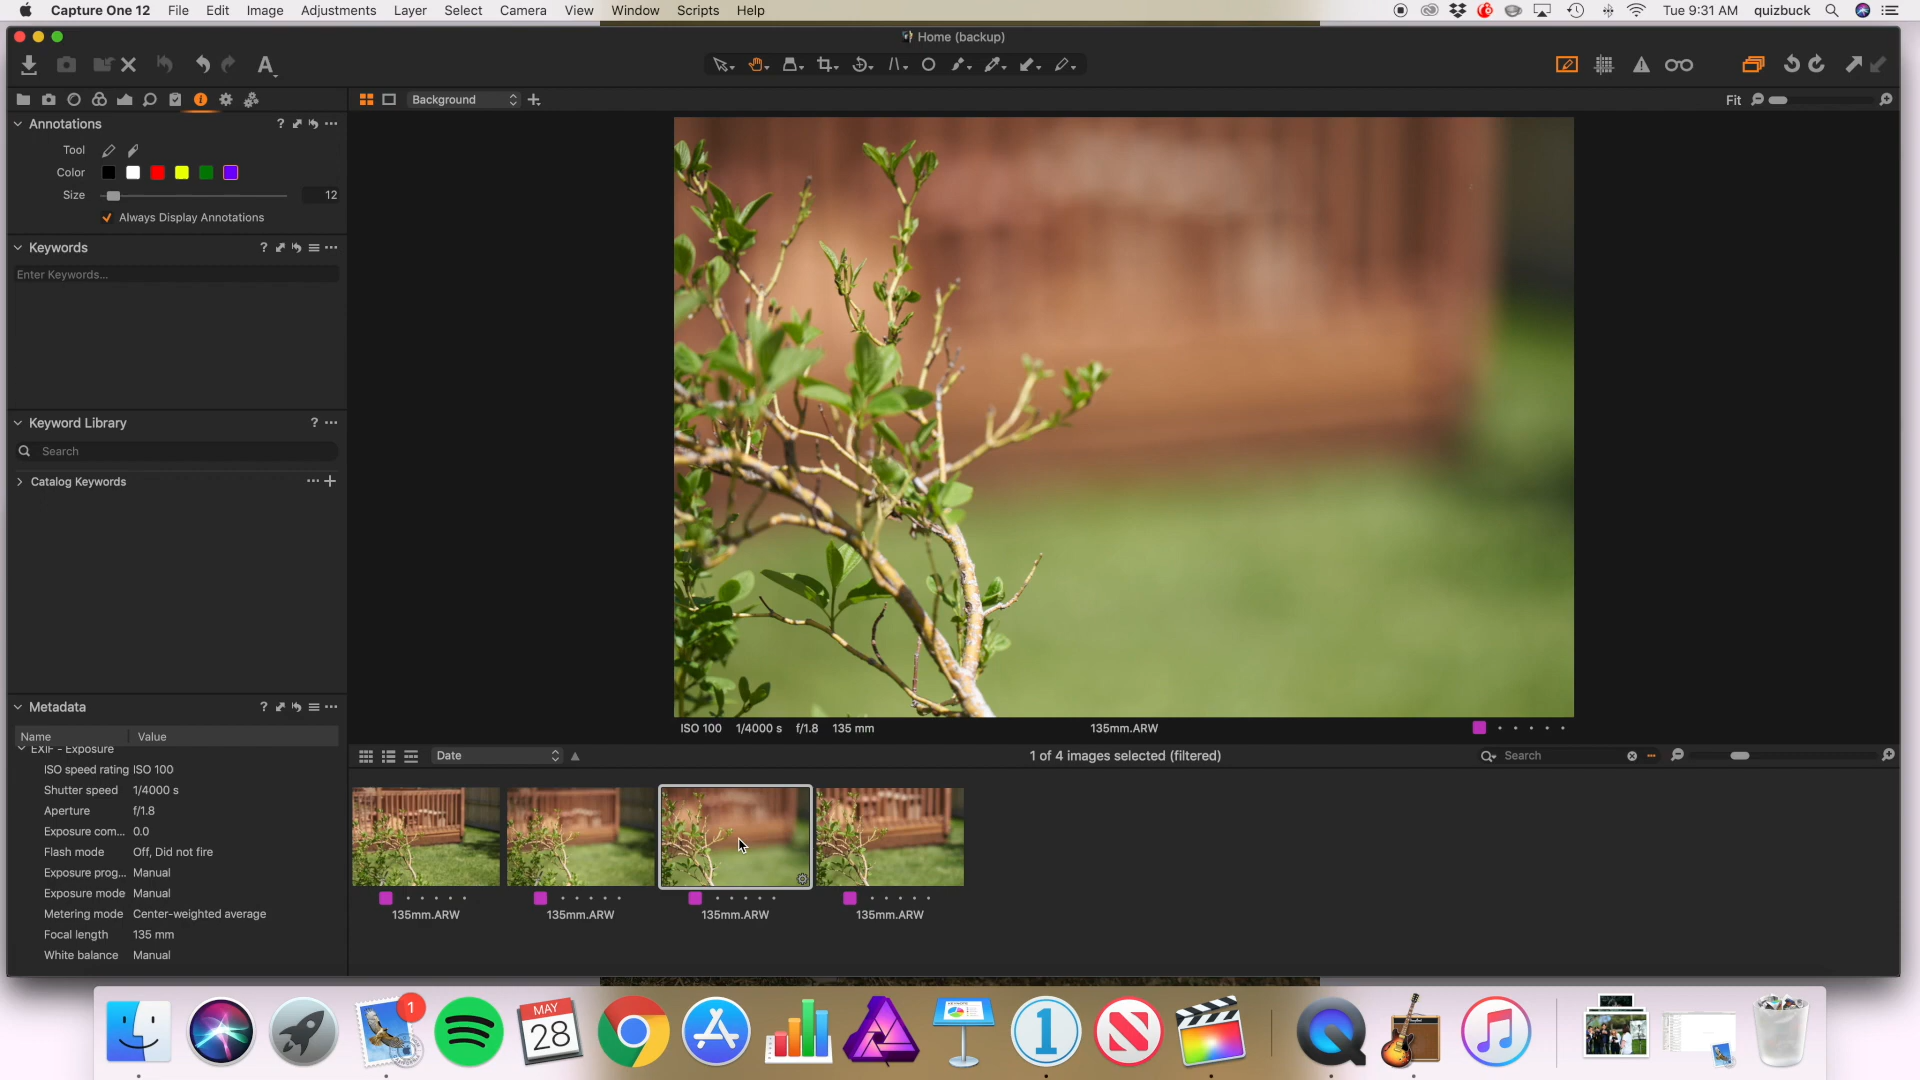 Capture One 12 File Edit Image Adjustments Layer Select Camera View Window Scripts Help Tue 9:31 AM quizbuck
Home (backup)
A
Background Fit
Annotations ?
Tool
Color
Size 12
Always Display Annotations
Keywords ?
Enter Keywords...
Keyword Library ?
Search
Catalog Keywords
Metadata ?
Name Value
EXIF - Exposure
ISO speed rating ISO 100
Shutter speed 1/4000 s
Aperture f/1.8
Exposure com... 0.0
Flash mode Off, Did not fire
Exposure prog... Manual
Exposure mode Manual
Metering mode Center-weighted average
Focal length 135 mm
White balance Manual
ISO 100 1/4000 s f/1.8 135 mm 135mm.ARW
Date 1 of 4 images selected (filtered) Search
135mm.ARW 135mm.ARW 135mm.ARW 135mm.ARW
1
MAY
28
1
N